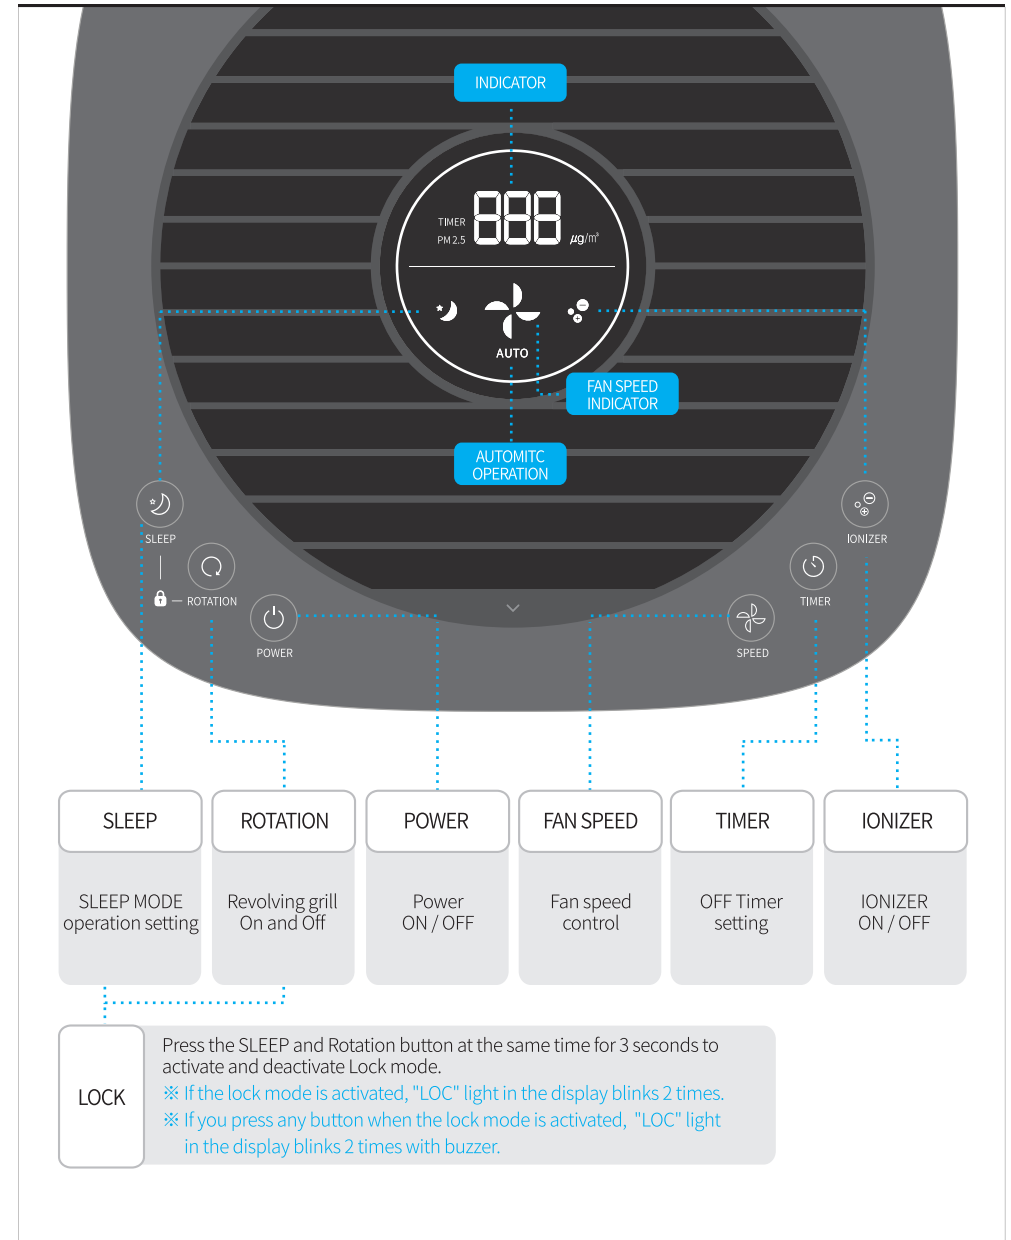 INDICATOR
TIMER
PM 2.5
888
μg/m³
AUTO
FAN SPEED
INDICATOR
AUTOMITC
OPERATION
SLEEP
IONIZER
ROTATION
TIMER
POWER
SPEED
SLEEP
ROTATION
POWER
FAN SPEED
TIMER
IONIZER
SLEEP MODE
operation setting
Revolving grill
On and Off
Power
ON / OFF
Fan speed
control
OFF Timer
setting
IONIZER
ON / OFF
LOCK
Press the SLEEP and Rotation button at the same time for 3 seconds to
activate and deactivate Lock mode.
※ If the lock mode is activated, "LOC" light in the display blinks 2 times.
※ If you press any button when the lock mode is activated, "LOC" light
in the display blinks 2 times with buzzer.